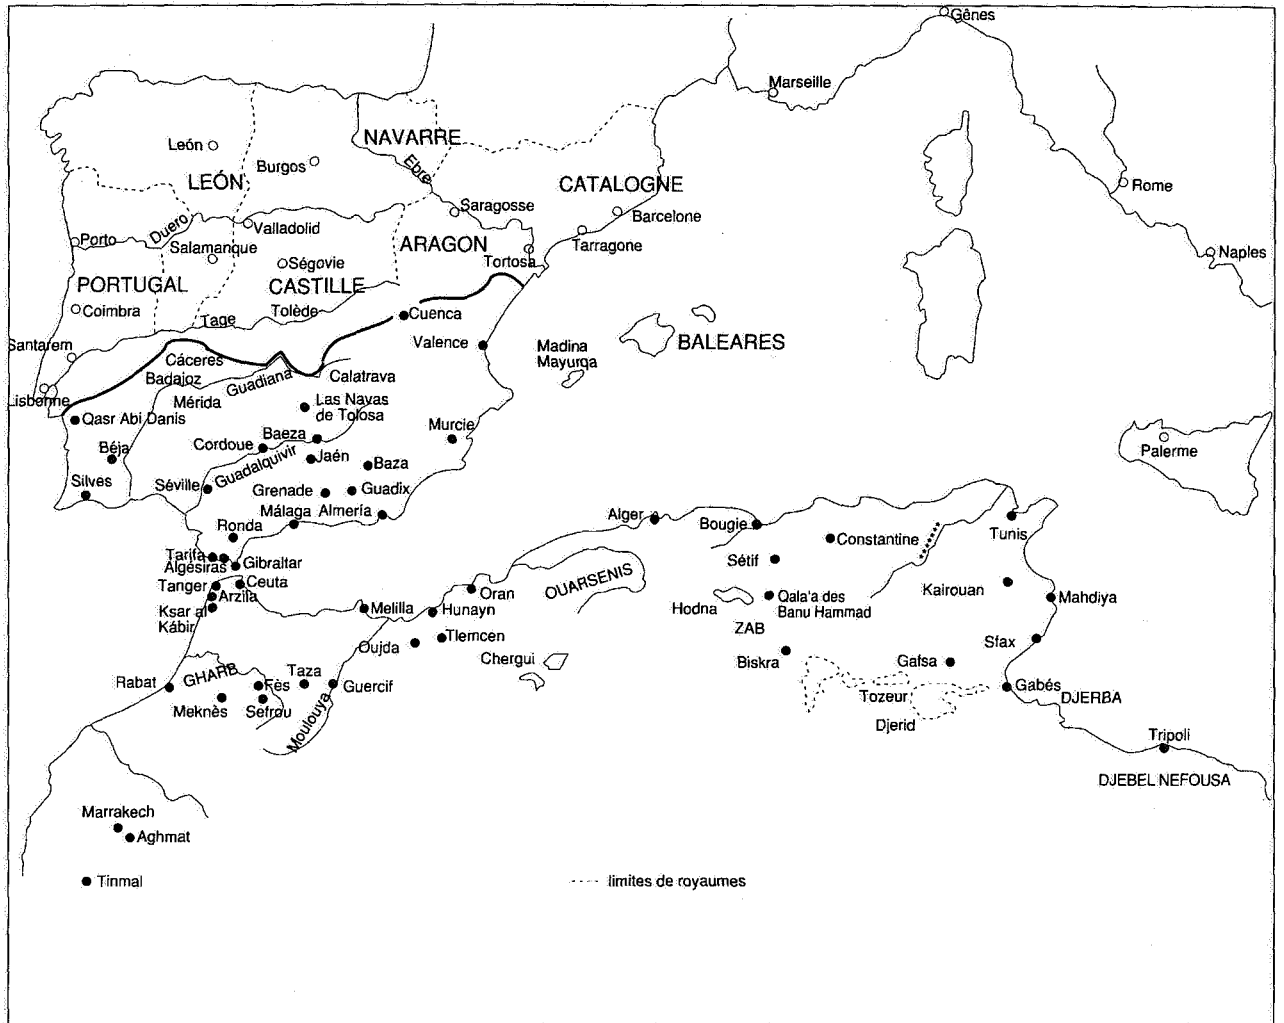 Gênes
Marseille
NAVARRE
León
Burgos
Ebre
LEÓN
CATALOGNE
Rome
Saragosse
Barcelone
Duero
Valladolid
Porto
Salamanque
ARAGON
Tarragone
Naples
Ségovie
Tortosa
PORTUGAL
CASTILLE
Coimbra
Tage
Tolède
Cuenca
Santarem
Valence
Madina
Mayurqa
BALEARES
Cáceres
Badajoz
Guadiana
Calatrava
Lisbonne
Mérida
Las Navas
de Tolosa
Qasr Abi Danis
Murcie
Baeza
Cordoue
Béja
Jaén
Baza
Palerme
Guadalquivir
Silves
Séville
Grenade
Guadix
Málaga
Almería
Alger
Bougie
Ronda
Tunis
Constantine
Tarifa
Algésiras
Gibraltar
Sétif
Tanger
Ceuta
OUARSENIS
Kairouan
Arzila
Oran
Qala'a des
Banu Hammad
Mahdiya
Ksar al
Kábir
Melilla
Hunayn
Hodna
ZAB
Tlemcen
Oujda
Sfax
Chergui
Biskra
Gafsa
GHARB
Taza
Rabat
Fès
Guercif
Gabés
Tozeur
DJERBA
Meknès
Sefrou
Moulouya
Djerid
Tripoli
DJEBEL NEFOUSA
Marrakech
Aghmat
Tinmal
limites de royaumes